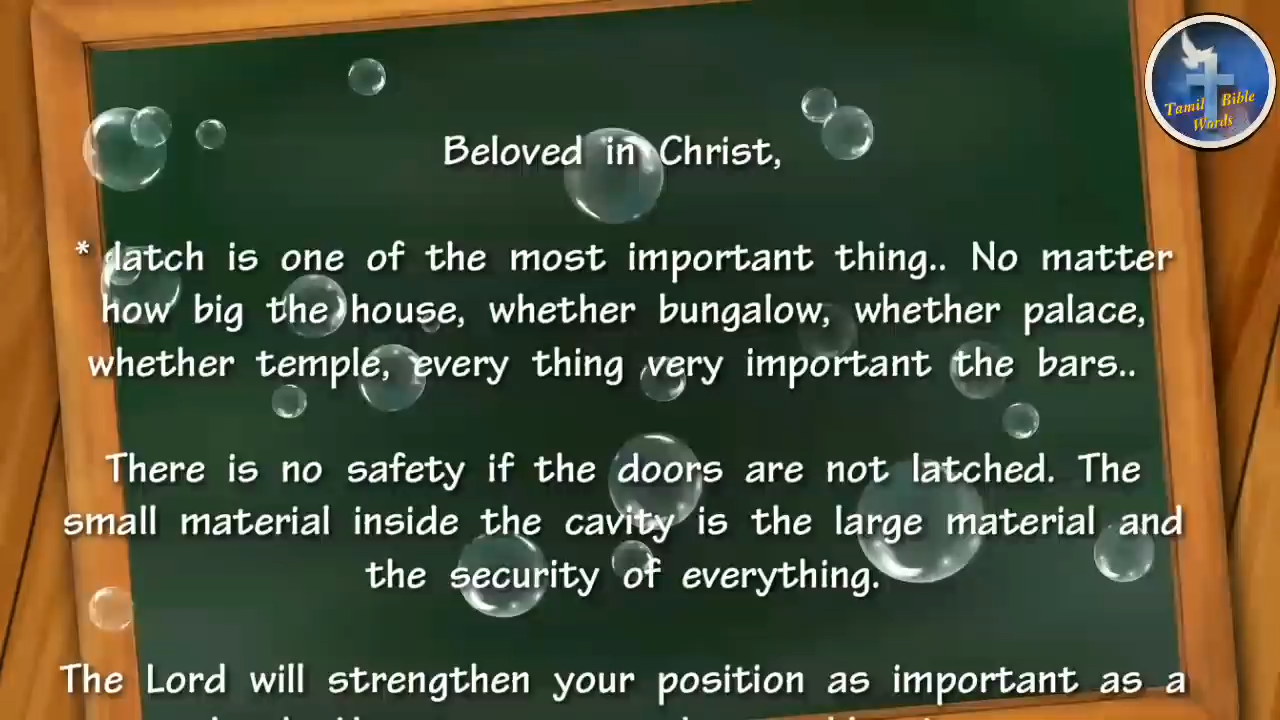 Tamil Bible
Words
Beloved in Christ,
* latch is one of the most important thing.. No matter
how big the house, whether bungalow, whether palace,
whether temple, every thing very important the bars..
There is no safety if the doors are not latched. The
small material inside the cavity is the large material and
the security of everything.
The Lord will strengthen your position as important as a